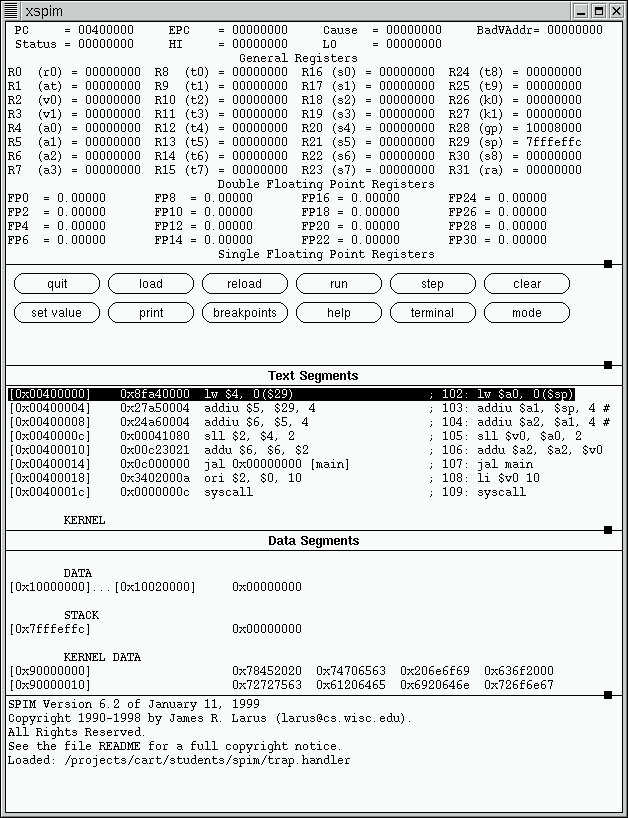 xspim
PC      = 00400000     EPC     = 00000000     Cause   = 00000000     BadVAddr= 00000000
Status = 00000000     HI      = 00000000     LO      = 00000000
General Registers
R0  (r0) = 00000000  R8  (t0) = 00000000  R16 (s0) = 00000000  R24 (t8) = 00000000
R1  (at) = 00000000  R9  (t1) = 00000000  R17 (s1) = 00000000  R25 (t9) = 00000000
R2  (v0) = 00000000  R10 (t2) = 00000000  R18 (s2) = 00000000  R26 (k0) = 00000000
R3  (v1) = 00000000  R11 (t3) = 00000000  R19 (s3) = 00000000  R27 (k1) = 00000000
R4  (a0) = 00000000  R12 (t4) = 00000000  R20 (s4) = 00000000  R28 (gp) = 10008000
R5  (a1) = 00000000  R13 (t5) = 00000000  R21 (s5) = 00000000  R29 (sp) = 7fffeffc
R6  (a2) = 00000000  R14 (t6) = 00000000  R22 (s6) = 00000000  R30 (s8) = 00000000
R7  (a3) = 00000000  R15 (t7) = 00000000  R23 (s7) = 00000000  R31 (ra) = 00000000
Double Floating Point Registers
FP0  = 0.00000       FP8  = 0.00000       FP16 = 0.00000       FP24 = 0.00000
FP2  = 0.00000       FP10 = 0.00000       FP18 = 0.00000       FP26 = 0.00000
FP4  = 0.00000       FP12 = 0.00000       FP20 = 0.00000       FP28 = 0.00000
FP6  = 0.00000       FP14 = 0.00000       FP22 = 0.00000       FP30 = 0.00000
Single Floating Point Registers
quit load reload run step clear
set value print breakpoints help terminal mode
Text Segments
[0x00400000]    0x8fa40000  lw $4, 0($29)                   ; 102: lw $a0, 0($sp)
[0x00400004]    0x27a50004  addiu $5, $29, 4                ; 103: addiu $a1, $sp, 4 #
[0x00400008]    0x24a60004  addiu $6, $5, 4                 ; 104: addiu $a2, $a1, 4 #
[0x0040000c]    0x00041080  sll $2, $4, 2                   ; 105: sll $v0, $a0, 2
[0x00400010]    0x00c23021  addu $6, $6, $2                 ; 106: addu $a2, $a2, $v0
[0x00400014]    0x0c000000  jal 0x00000000 [main]           ; 107: jal main
[0x00400018]    0x3402000a  ori $2, $0, 10                  ; 108: li $v0 10
[0x0040001c]    0x0000000c  syscall                         ; 109: syscall
KERNEL
Data Segments
DATA
[0x10000000]...[0x10020000]     0x00000000
STACK
[0x7fffeffc]                    0x00000000
KERNEL DATA
[0x90000000]                    0x78452020  0x74706563  0x206e6f69  0x636f2000
[0x90000010]                    0x72727563  0x61206465  0x6920646e  0x726f6e67
SPIM Version 6.2 of January 11, 1999
Copyright 1990-1998 by James R. Larus (larus@cs.wisc.edu).
All Rights Reserved.
See the file README for a full copyright notice.
Loaded: /projects/cart/students/spim/trap.handler